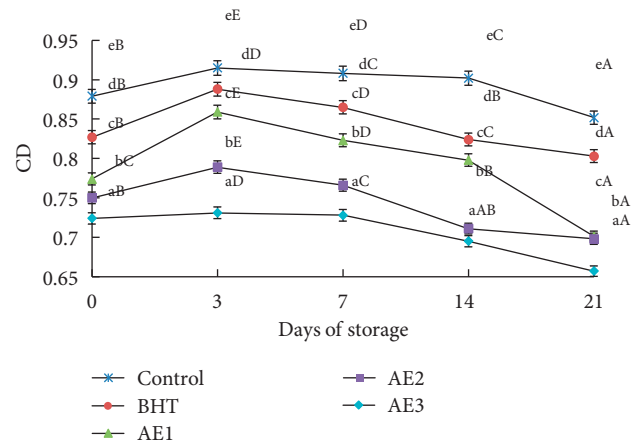 eE
eD
eC
eB
eA
0.95
dD
dC
0.9
dB
cE
cD
dB
0.85
cB
bD
cC
dA
CD
0.8
bC
bE
bB
cA
0.75
aB
aD
aC
bA
aAB
aA
0.7
0.65
0 3 7 14 21
Days of storage
Control AE2
BHT AE3
AE1